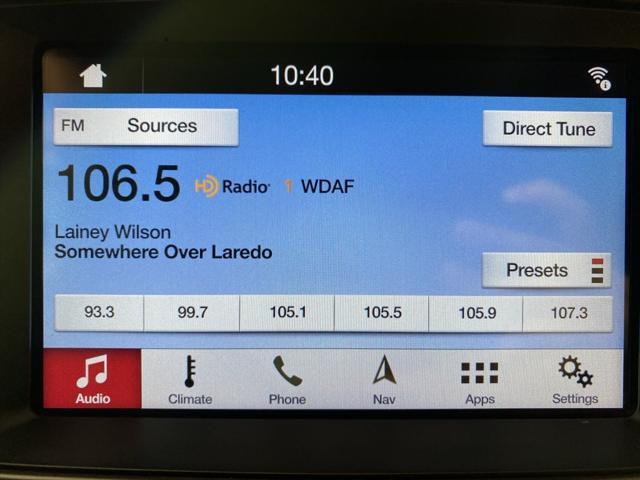 10:40
FM Sources
Direct Tune
106.5 HD Radio 1 WDAF
Lainey Wilson
Somewhere Over Laredo
Presets
93.3 99.7 105.1 105.5 105.9 107.3
Audio Climate Phone Nav Apps Settings